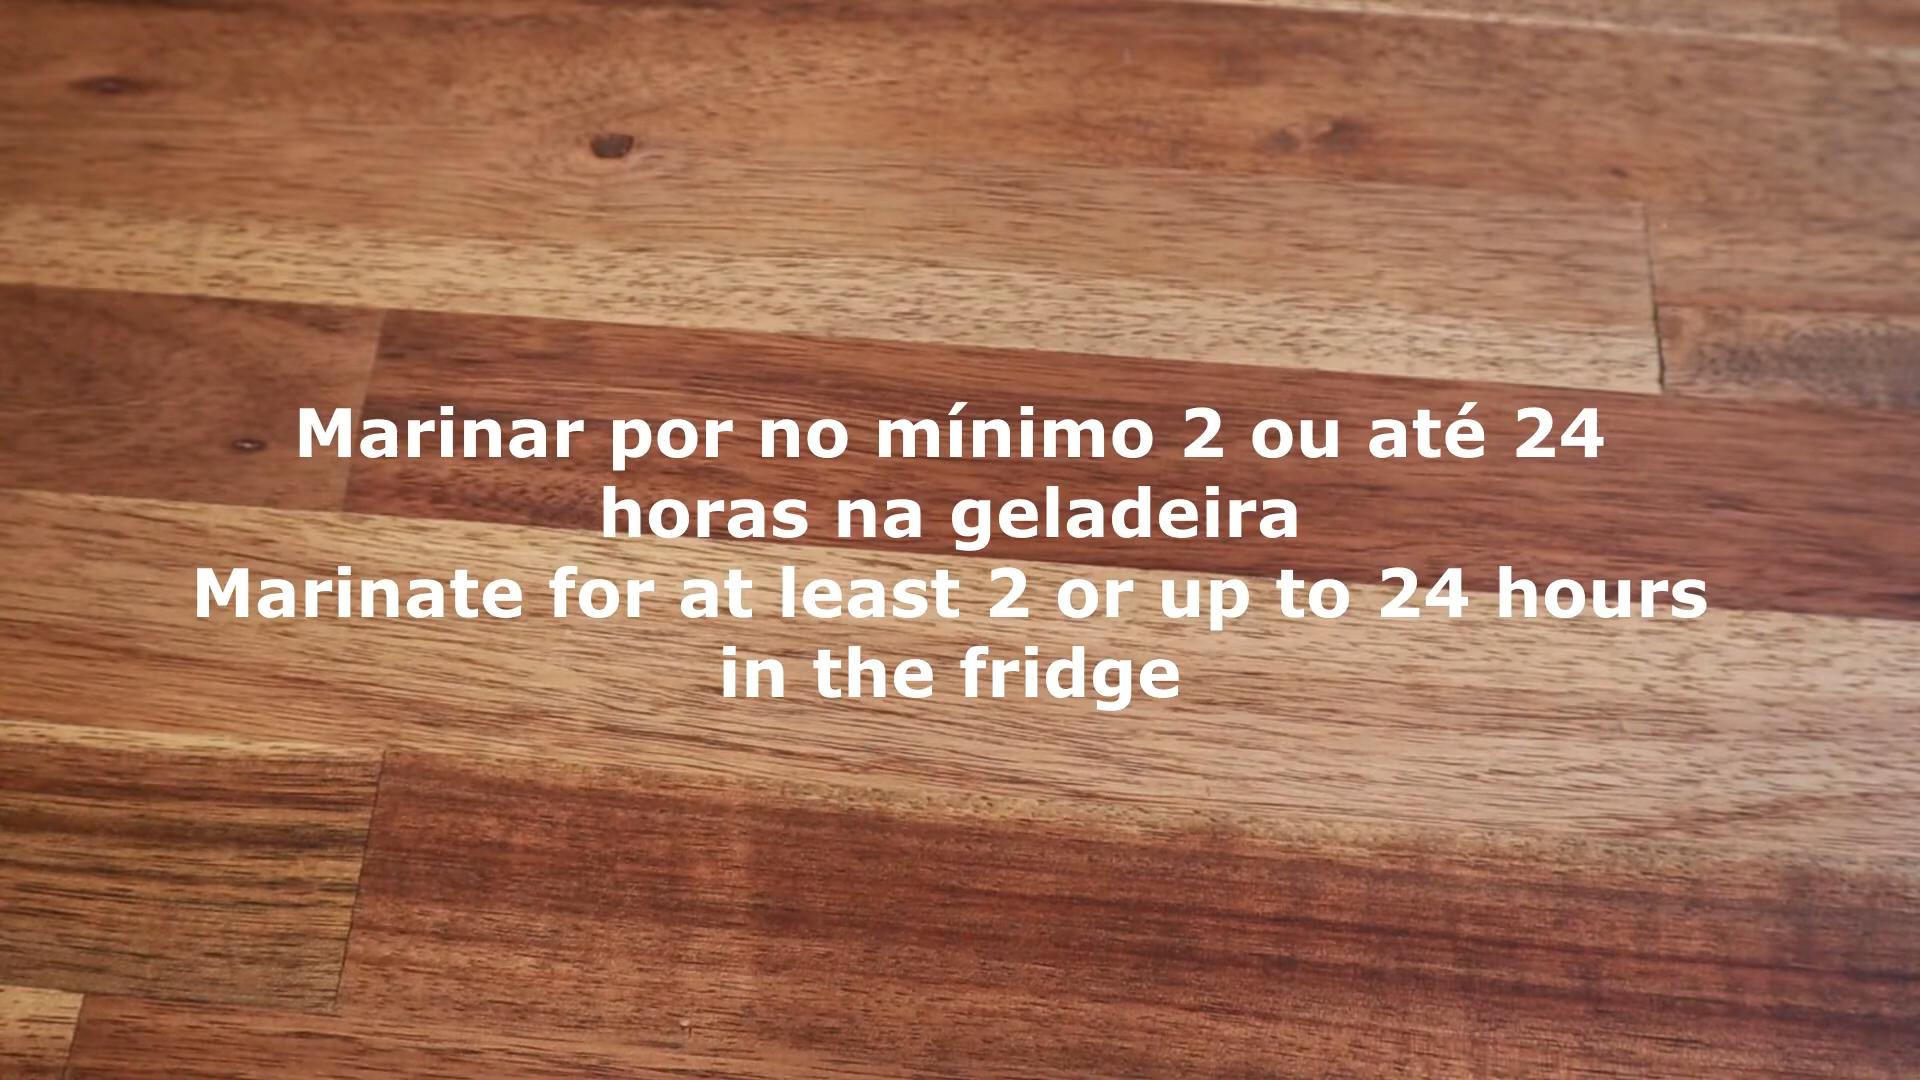 Marinar por no mínimo 2 ou até 24
horas na geladeira
Marinate for at least 2 or up to 24 hours
in the fridge